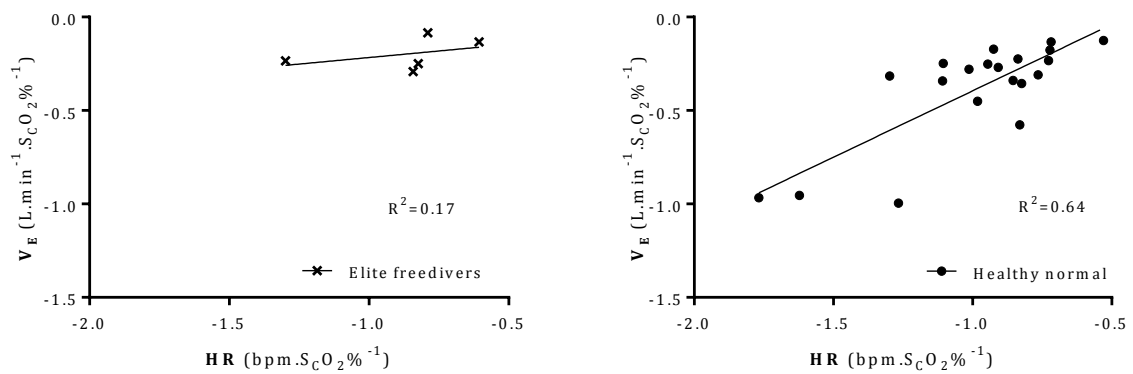 0.0
-0.5
-1.0
-1.5
-2.0 -1.5 -1.0 -0.5
V_E (L.min^-1.S_CO_2%^-1)
HR (bpm.S_CO_2%^-1)
R^2=0.17
Elite freedivers
0.0
-0.5
-1.0
-1.5
-2.0 -1.5 -1.0 -0.5
V_E (L.min^-1.S_CO_2%^-1)
HR (bpm.S_CO_2%^-1)
R^2=0.64
Healthy normal